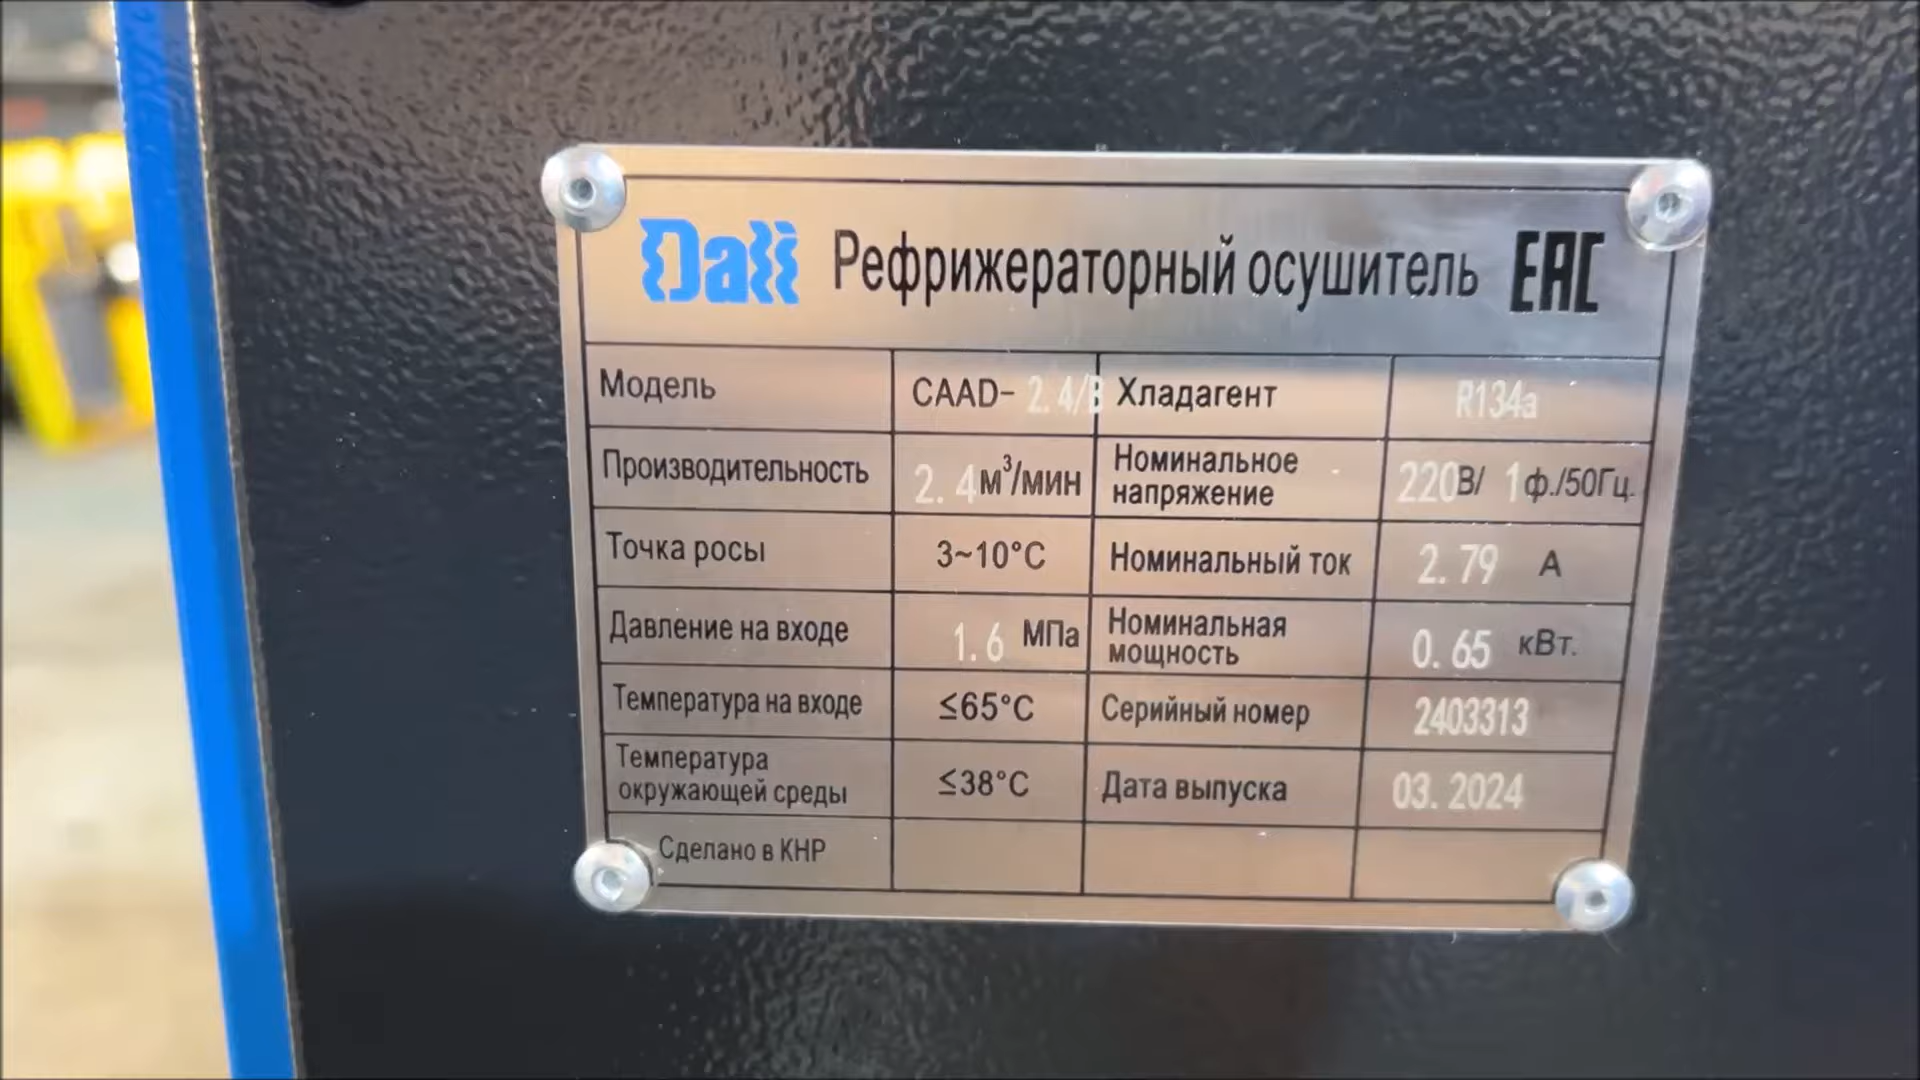 Dali Рефрижераторный осушитель EAC
Модель CAAD- 2.4/B Хладагент R134a
Производительность 2.4 м³/мин Номинальное напряжение 220В/ 1ф./50Гц.
Точка росы 3~10°C Номинальный ток 2.79 А
Давление на входе 1.6 МПа Номинальная мощность 0.65 кВт.
Температура на входе ≤65°C Серийный номер 2403313
Температура окружающей среды ≤38°C Дата выпуска 03.2024
Сделано в КНР